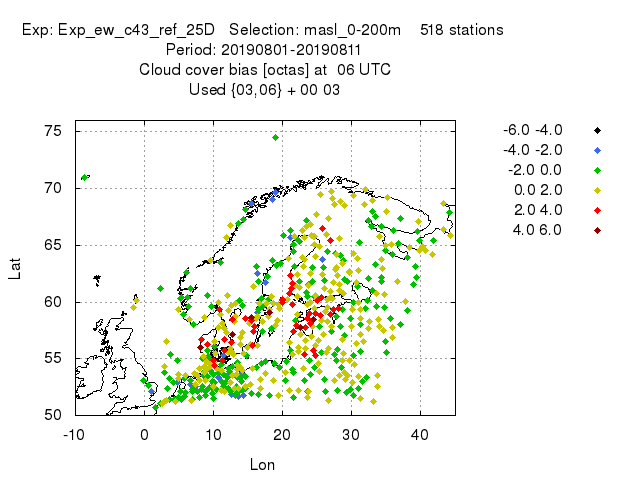 Exp: Exp_ew_c43_ref_25D   Selection: masl_0-200m    518 stations
Period: 20190801-20190811
Cloud cover bias [octas] at  06 UTC
Used {03,06} + 00 03
-6.0 -4.0
-4.0 -2.0
-2.0 0.0
0.0 2.0
2.0 4.0
4.0 6.0
75
70
65
60
55
50
Lat
-10 0 10 20 30 40
Lon